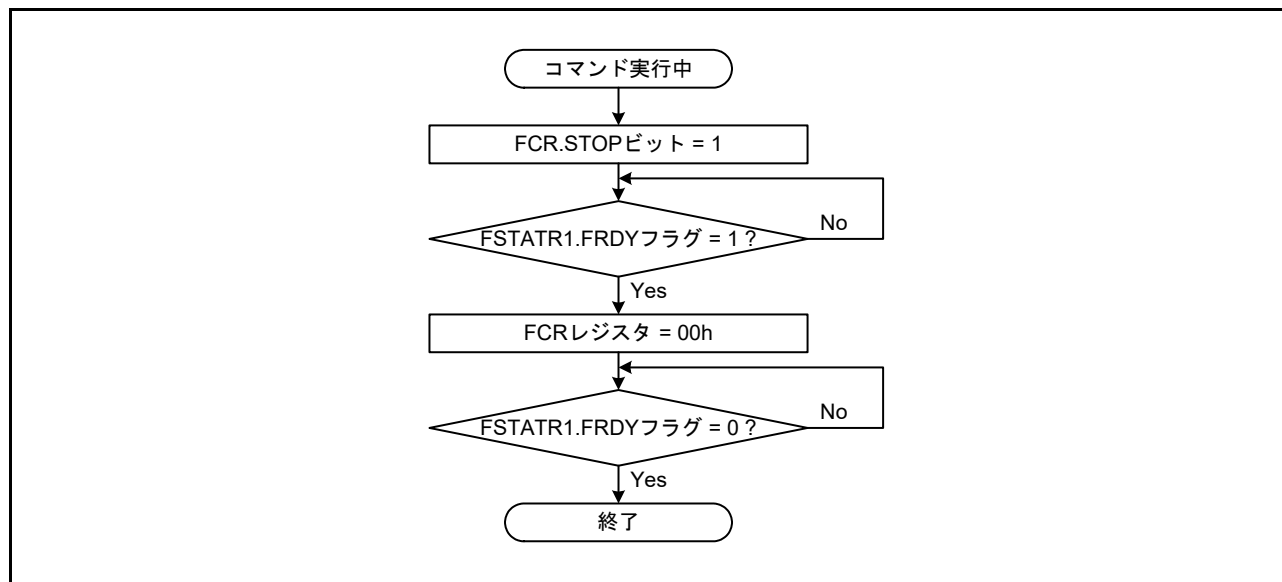 コマンド実行中
FCR.STOPビット = 1
FSTATR1.FRDYフラグ = 1 ?
No
Yes
FCRレジスタ = 00h
FSTATR1.FRDYフラグ = 0 ?
No
Yes
終了